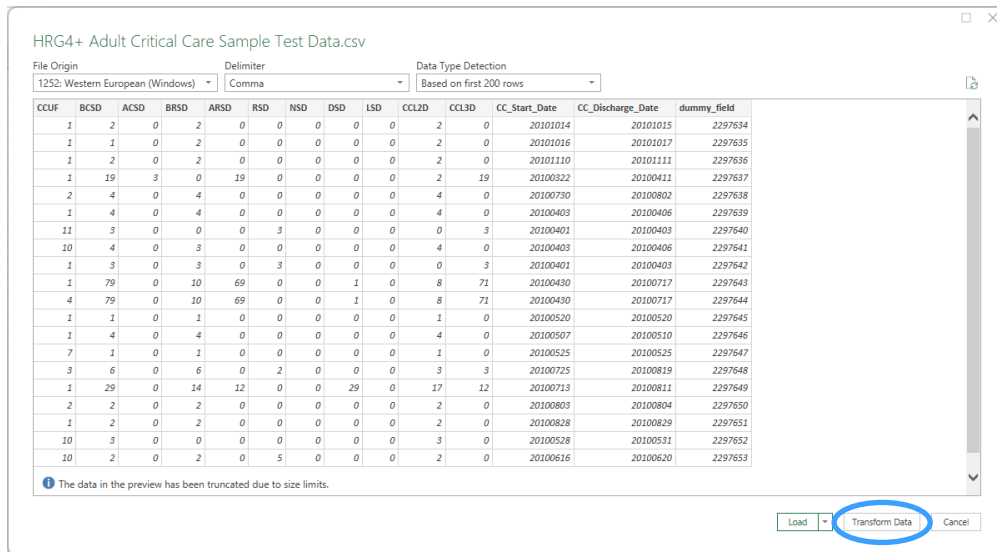 HRG4+ Adult Critical Care Sample Test Data.csv
File Origin Delimiter Data Type Detection
1252: Western European (Windows) Comma Based on first 200 rows
CCUF BCSD ACSD BRSD ARSD RSD NSD DSD LSD CCL2D CCL3D CC_Start_Date CC_Discharge_Date dummy_field
1 2 0 2 0 0 0 0 0 2 0 20101014 20101015 2297634
1 1 0 2 0 0 0 0 0 2 0 20101016 20101017 2297635
1 2 0 2 0 0 0 0 0 2 0 20101110 20101111 2297636
1 19 3 0 19 0 0 0 0 2 19 20100322 20100411 2297637
2 4 0 4 0 0 0 0 0 4 0 20100730 20100802 2297638
1 4 0 4 0 0 0 0 0 4 0 20100403 20100406 2297639
11 3 0 0 0 3 0 0 0 0 3 20100401 20100403 2297640
10 4 0 3 0 0 0 0 0 4 0 20100403 20100406 2297641
1 3 0 3 0 3 0 0 0 0 3 20100401 20100403 2297642
1 79 0 10 69 0 0 1 0 8 71 20100430 20100717 2297643
4 79 0 10 69 0 0 1 0 8 71 20100430 20100717 2297644
1 1 0 1 0 0 0 0 0 1 0 20100520 20100520 2297645
1 4 0 4 0 0 0 0 0 4 0 20100507 20100510 2297646
7 1 0 1 0 0 0 0 0 1 0 20100525 20100525 2297647
3 6 0 6 0 2 0 0 0 3 3 20100725 20100819 2297648
1 29 0 14 12 0 0 29 0 17 12 20100713 20100811 2297649
2 2 0 2 0 0 0 0 0 2 0 20100803 20100804 2297650
1 2 0 2 0 0 0 0 0 2 0 20100828 20100829 2297651
10 3 0 0 0 0 0 0 0 3 0 20100528 20100531 2297652
10 2 0 2 0 5 0 0 0 2 0 20100616 20100620 2297653
The data in the preview has been truncated due to size limits.
Load Transform Data Cancel